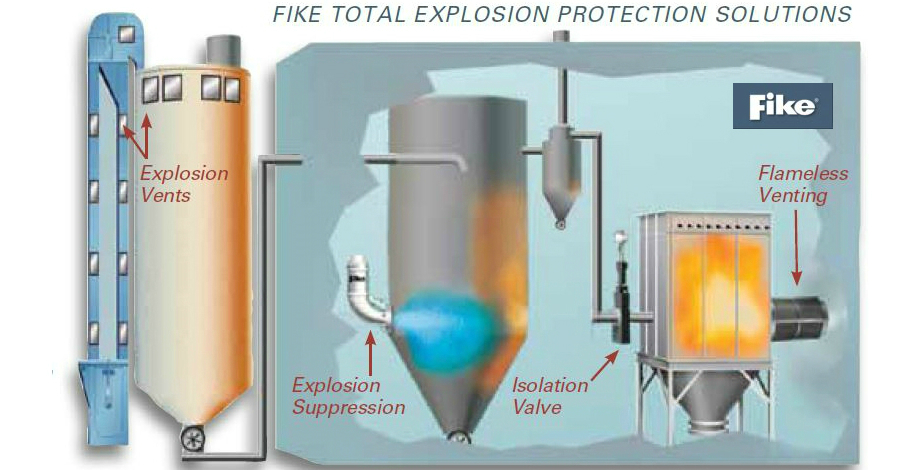 FIKE TOTAL EXPLOSION PROTECTION SOLUTIONS
Fike
Explosion
Vents
Flameless
Venting
Explosion
Suppression
Isolation
Valve